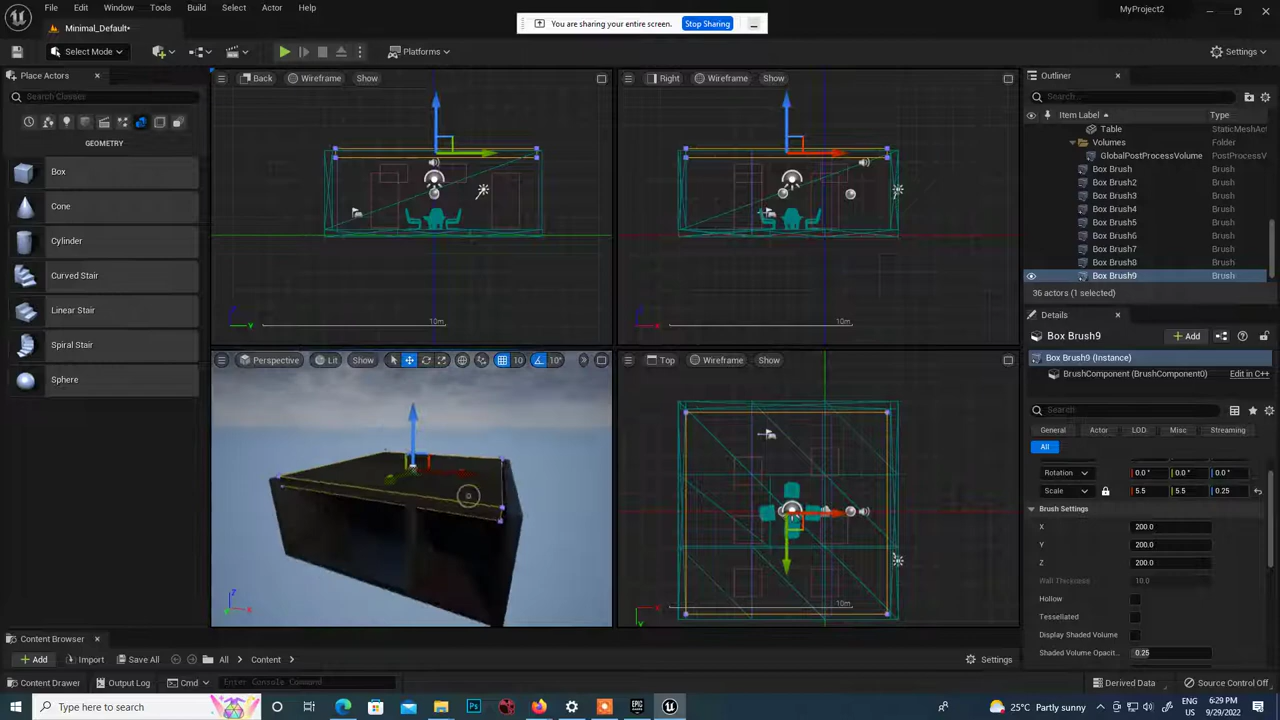 File Edit Window Tools Build Select Actor Help
MyProject2
Minimal_Default
You are sharing your entire screen. Stop Sharing
Select Mode
Platforms
Settings
Place Actors
Search Classes
GEOMETRY
Box
Cone
Cylinder
Curved Stair
Linear Stair
Spiral Stair
Sphere
Back Wireframe Show
10m
Right Wireframe Show
10m
Perspective Lit Show 10 10°
Top Wireframe Show
10m
Outliner
Search...
Item Label Type
Table StaticMeshActor
Volumes Folder
GlobalPostProcessVolume PostProcess
Box Brush Brush
Box Brush2 Brush
Box Brush3 Brush
Box Brush5 Brush
Box Brush6 Brush
Box Brush7 Brush
Box Brush8 Brush
Box Brush9 Brush
36 actors (1 selected)
Details
Box Brush9 Add
Box Brush9 (Instance)
BrushComponent (BrushComponent0) Edit in C++
Search
General Actor LOD Misc Streaming
All
Rotation 0.0 ° 0.0 ° 0.0 °
Scale 5.5 5.5 0.25
Brush Settings
X 200.0
Y 200.0
Z 200.0
Wall Thickness 10.0
Hollow
Tessellated
Display Shaded Volume
Shaded Volume Opacit... 0.25
Content Browser
Add Import Save All All Content Settings
Content Drawer Output Log Cmd Enter Console Command Derived Data Source Control Off
Type here to search
25°C Partly sunny
ENG
US
6:29 PM
9/29/2022